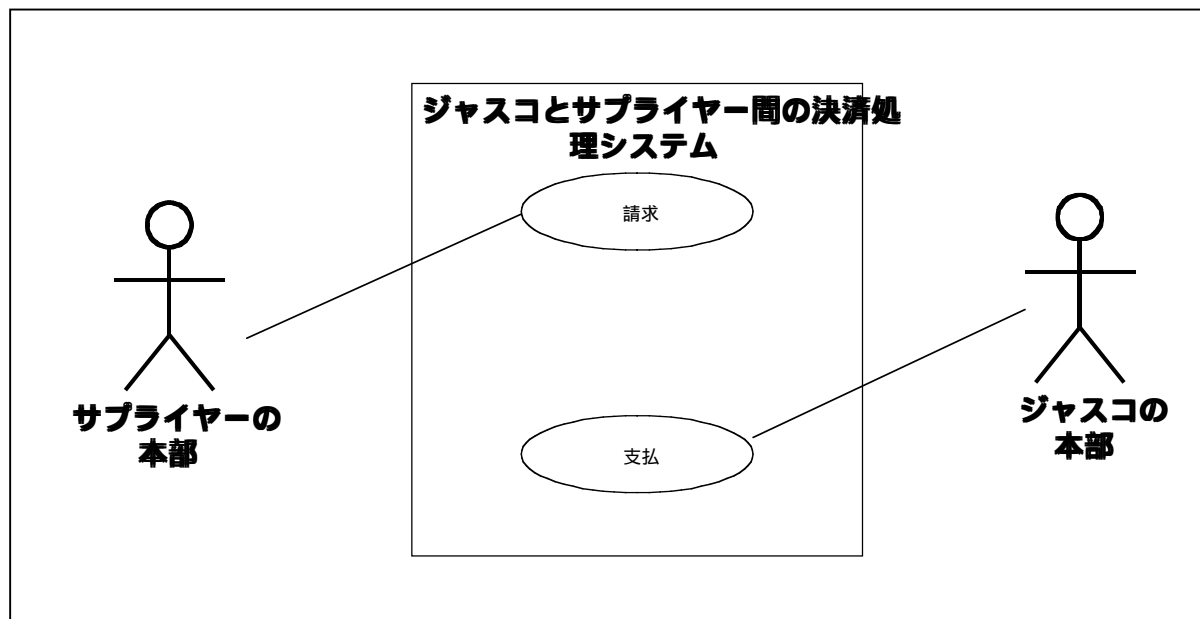 ジャスコとサプライヤー間の決済処
理システム
請求
サプライヤーの
本部
ジャスコの
本部
支払